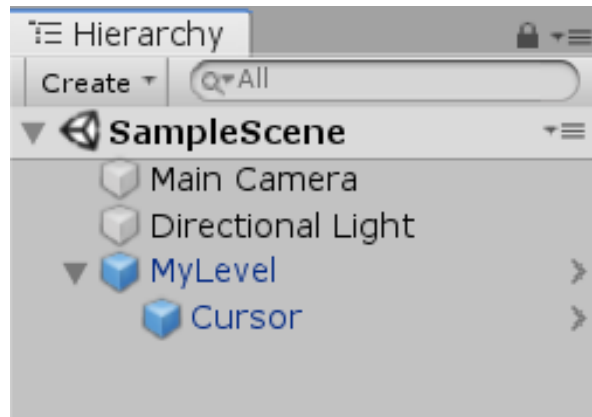 Hierarchy
Create All
SampleScene
Main Camera
Directional Light
MyLevel
Cursor